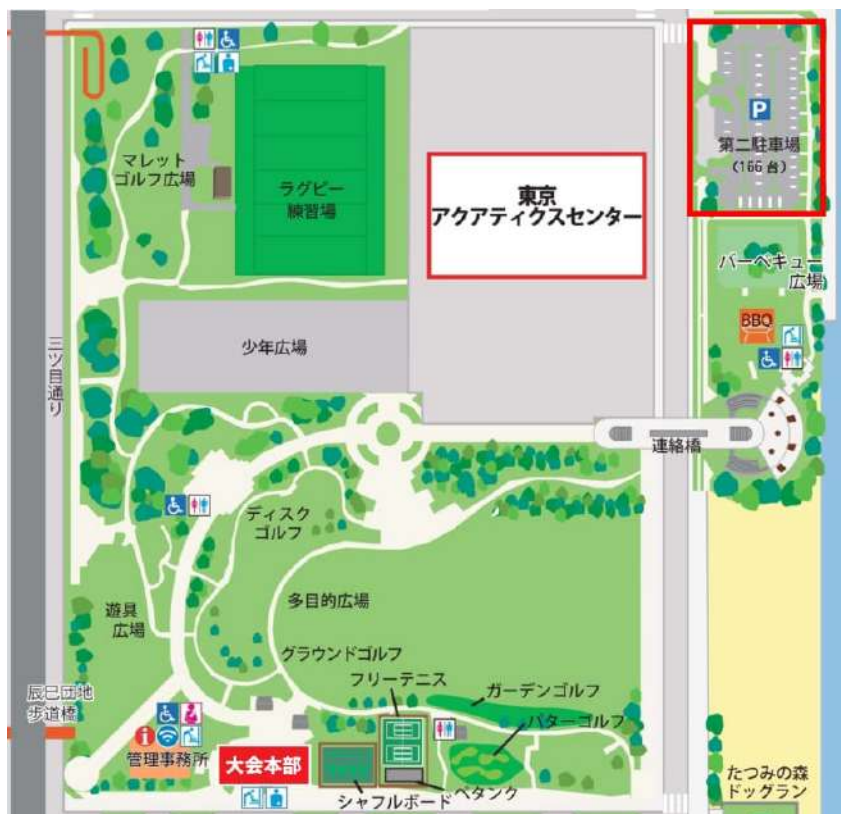 P
第二駐車場
（166台）
マレット
ゴルフ広場
ラグビー
練習場
東京
アクアティクスセンター
バーベキュー
広場
BBQ
三ツ目通り
少年広場
連絡橋
ディスク
ゴルフ
遊具
広場
多目的広場
グラウンドゴルフ
フリーテニス
ガーデンゴルフ
パターゴルフ
辰巳団地
歩道橋
i
管理事務所
大会本部
シャフルボード
ペタンク
たつみの森
ドッグラン